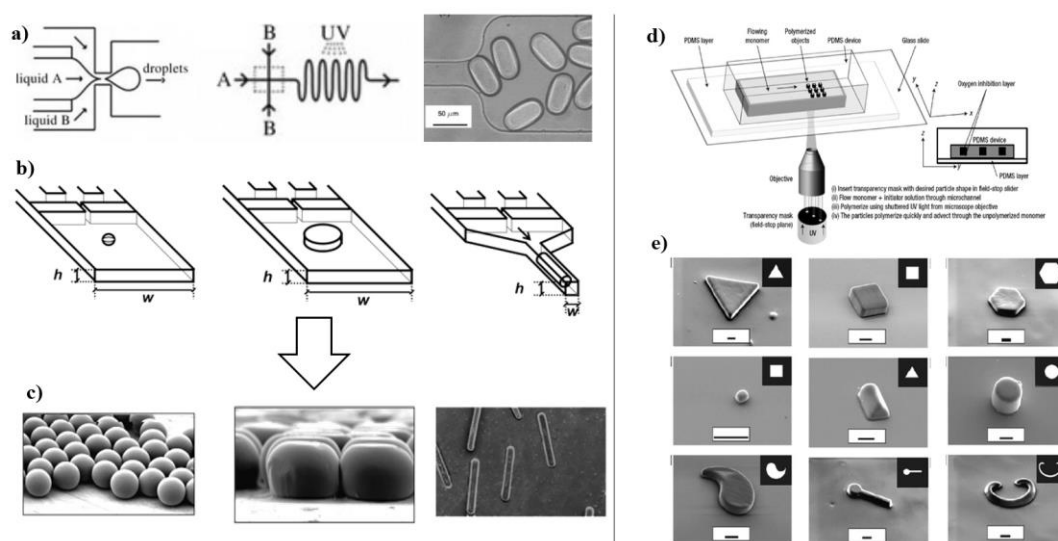 a)
liquid A
liquid B
droplets
B
A
B
UV
50 μm
b)
h
w
h
w
h
w
c)
d)
PDMS layer
Flowing
monomer
Polymerized
objects
PDMS device
Glass slide
y
z
x
Oxygen inhibition layer
z
y
PDMS device
PDMS layer
Objective
Transparency mask
(field-stop plane)
UV
(i) Insert transparency mask with desired particle shape in field-stop slider
(ii) Flow monomer + initiator solution through microchannel
(iii) Polymerize using shuttered UV light from microscope objective
(iv) The particles polymerize quickly and advect through the unpolymerized monomer
e)